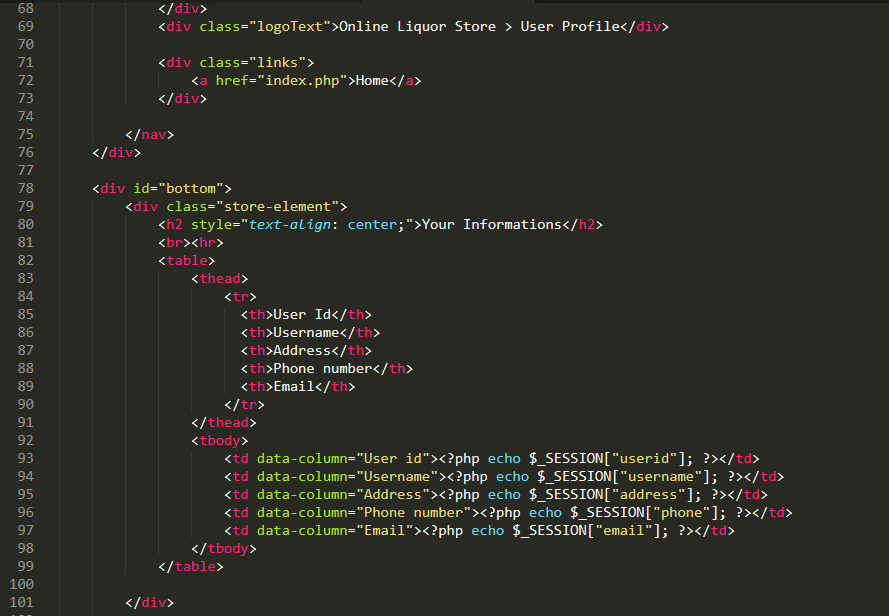 68                 </div>
69                 <div class="logoText">Online Liquor Store > User Profile</div>
70
71                 <div class="links">
72                     <a href="index.php">Home</a>
73                 </div>
74
75             </nav>
76         </div>
77
78         <div id="bottom">
79             <div class="store-element">
80                 <h2 style="text-align: center;">Your Informations</h2>
81                 <br><hr>
82                 <table>
83                     <thead>
84                         <tr>
85                           <th>User Id</th>
86                           <th>Username</th>
87                           <th>Address</th>
88                           <th>Phone number</th>
89                           <th>Email</th>
90                         </tr>
91                     </thead>
92                     <tbody>
93                         <td data-column="User id"><?php echo $_SESSION["userid"]; ?></td>
94                         <td data-column="Username"><?php echo $_SESSION["username"]; ?></td>
95                         <td data-column="Address"><?php echo $_SESSION["address"]; ?></td>
96                         <td data-column="Phone number"><?php echo $_SESSION["phone"]; ?></td>
97                         <td data-column="Email"><?php echo $_SESSION["email"]; ?></td>
98                     </tbody>
99                 </table>
100
101             </div>